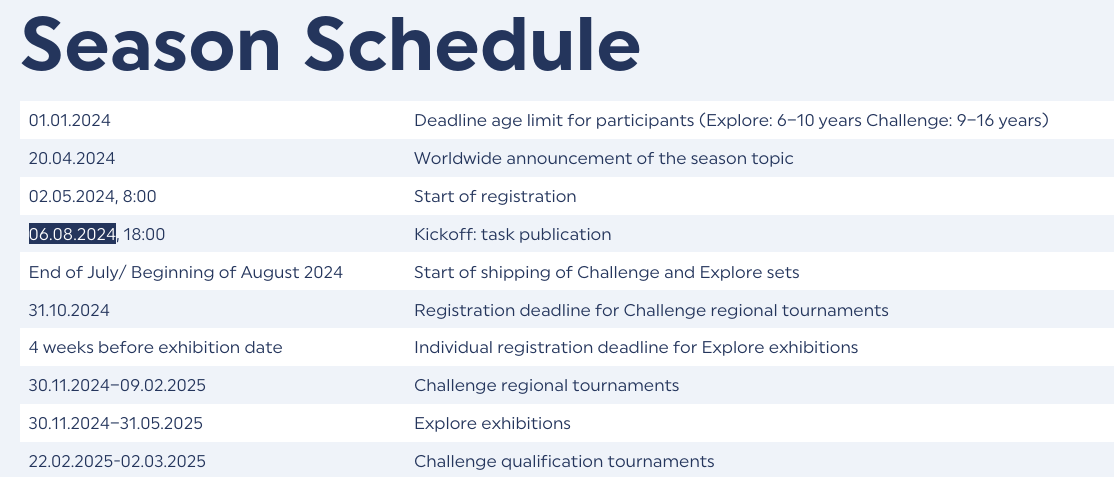 Season Schedule
01.01.2024 Deadline age limit for participants (Explore: 6–10 years Challenge: 9–16 years)
20.04.2024 Worldwide announcement of the season topic
02.05.2024, 8:00 Start of registration
06.08.2024, 18:00 Kickoff: task publication
End of July/ Beginning of August 2024 Start of shipping of Challenge and Explore sets
31.10.2024 Registration deadline for Challenge regional tournaments
4 weeks before exhibition date Individual registration deadline for Explore exhibitions
30.11.2024–09.02.2025 Challenge regional tournaments
30.11.2024–31.05.2025 Explore exhibitions
22.02.2025-02.03.2025 Challenge qualification tournaments